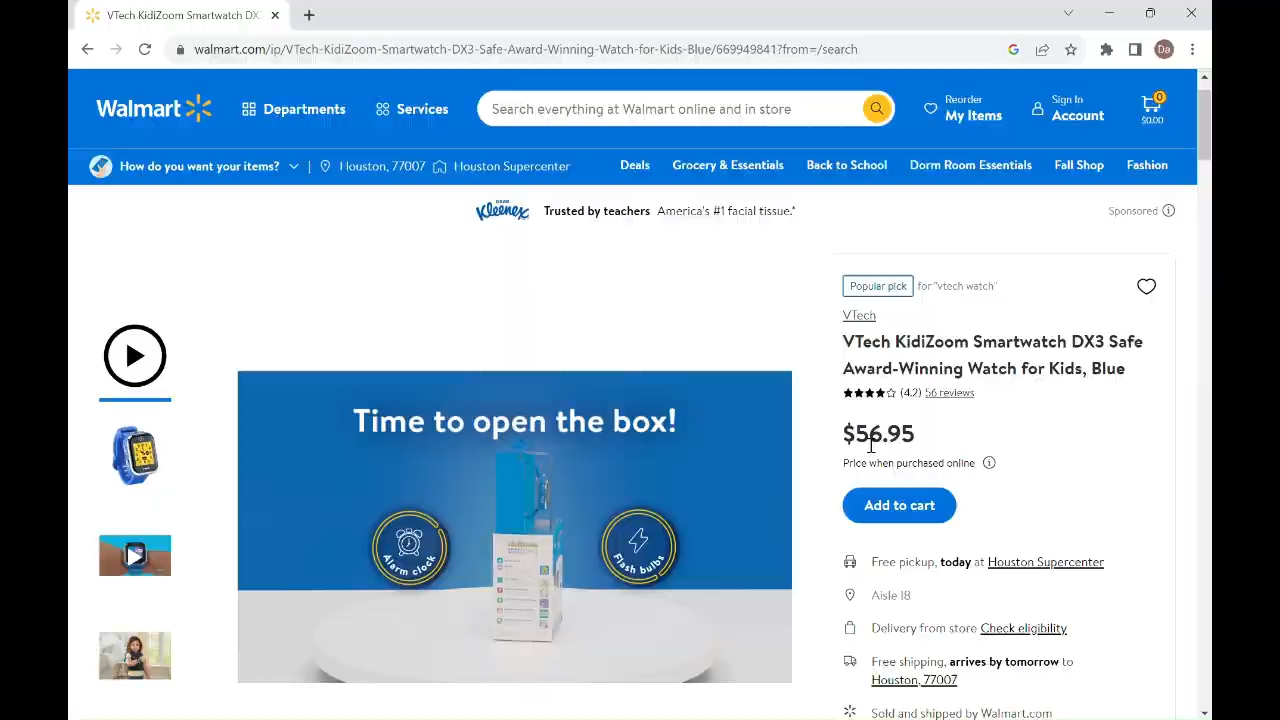 VTech KidiZoom Smartwatch DX3
walmart.com/ip/VTech-KidiZoom-Smartwatch-DX3-Safe-Award-Winning-Watch-for-Kids-Blue/669949841?from=/search
Da
Walmart
Departments
Services
Search everything at Walmart online and in store
Reorder
My Items
Sign In
Account
0
$0.00
How do you want your items?
Houston, 77007
Houston Supercenter
Deals
Grocery & Essentials
Back to School
Dorm Room Essentials
Fall Shop
Fashion
Kleenex
Trusted by teachers America's #1 facial tissue.*
Sponsored
Popular pick for "vtech watch"
VTech
VTech KidiZoom Smartwatch DX3 Safe
Award-Winning Watch for Kids, Blue
(4.2) 56 reviews
$56.95
Price when purchased online
Add to cart
Time to open the box!
Alarm clock
Flash bulbs
Free pickup, today at Houston Supercenter
Aisle I8
Delivery from store Check eligibility
Free shipping, arrives by tomorrow to
Houston, 77007
Sold and shipped by Walmart.com